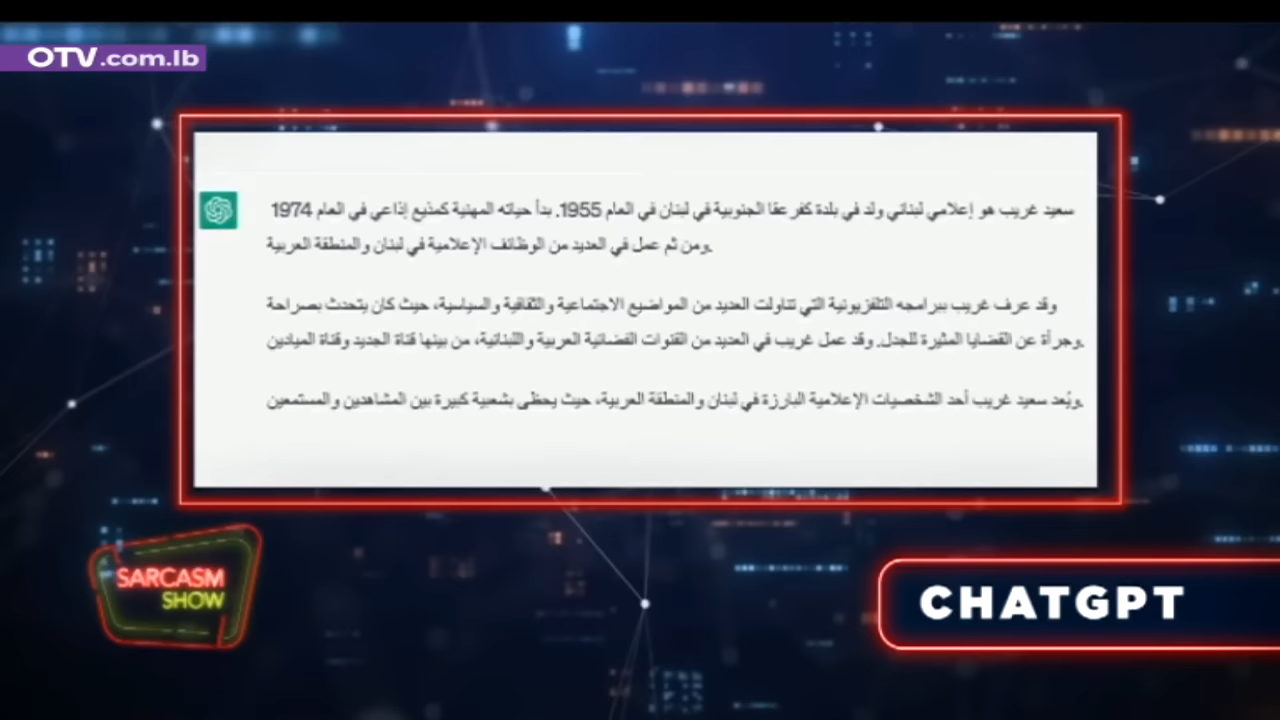 OTV.com.lb
سعيد غريب هو إعلامي لبناني ولد في بلدة كفر عقا الجنوبية في لبنان في العام 1955. بدأ حياته المهنية كمذيع إذاعي في العام 1974
ومن ثم عمل في العديد من الوظائف الإعلامية في لبنان والمنطقة العربية.
وقد عرف غريب ببرامجه التلفزيونية التي تناولت العديد من المواضيع الاجتماعية والثقافية والسياسية، حيث كان يتحدث بصراحة
وجرأة عن القضايا المثيرة للجدل. وقد عمل غريب في العديد من القنوات الفضائية العربية واللبنانية، من بينها قناة الجديد وقناة الميادين.
ويُعد سعيد غريب أحد الشخصيات الإعلامية البارزة في لبنان والمنطقة العربية، حيث يحظى بشعبية كبيرة بين المشاهدين والمستمعين.
SARCASM
SHOW
CHATGPT